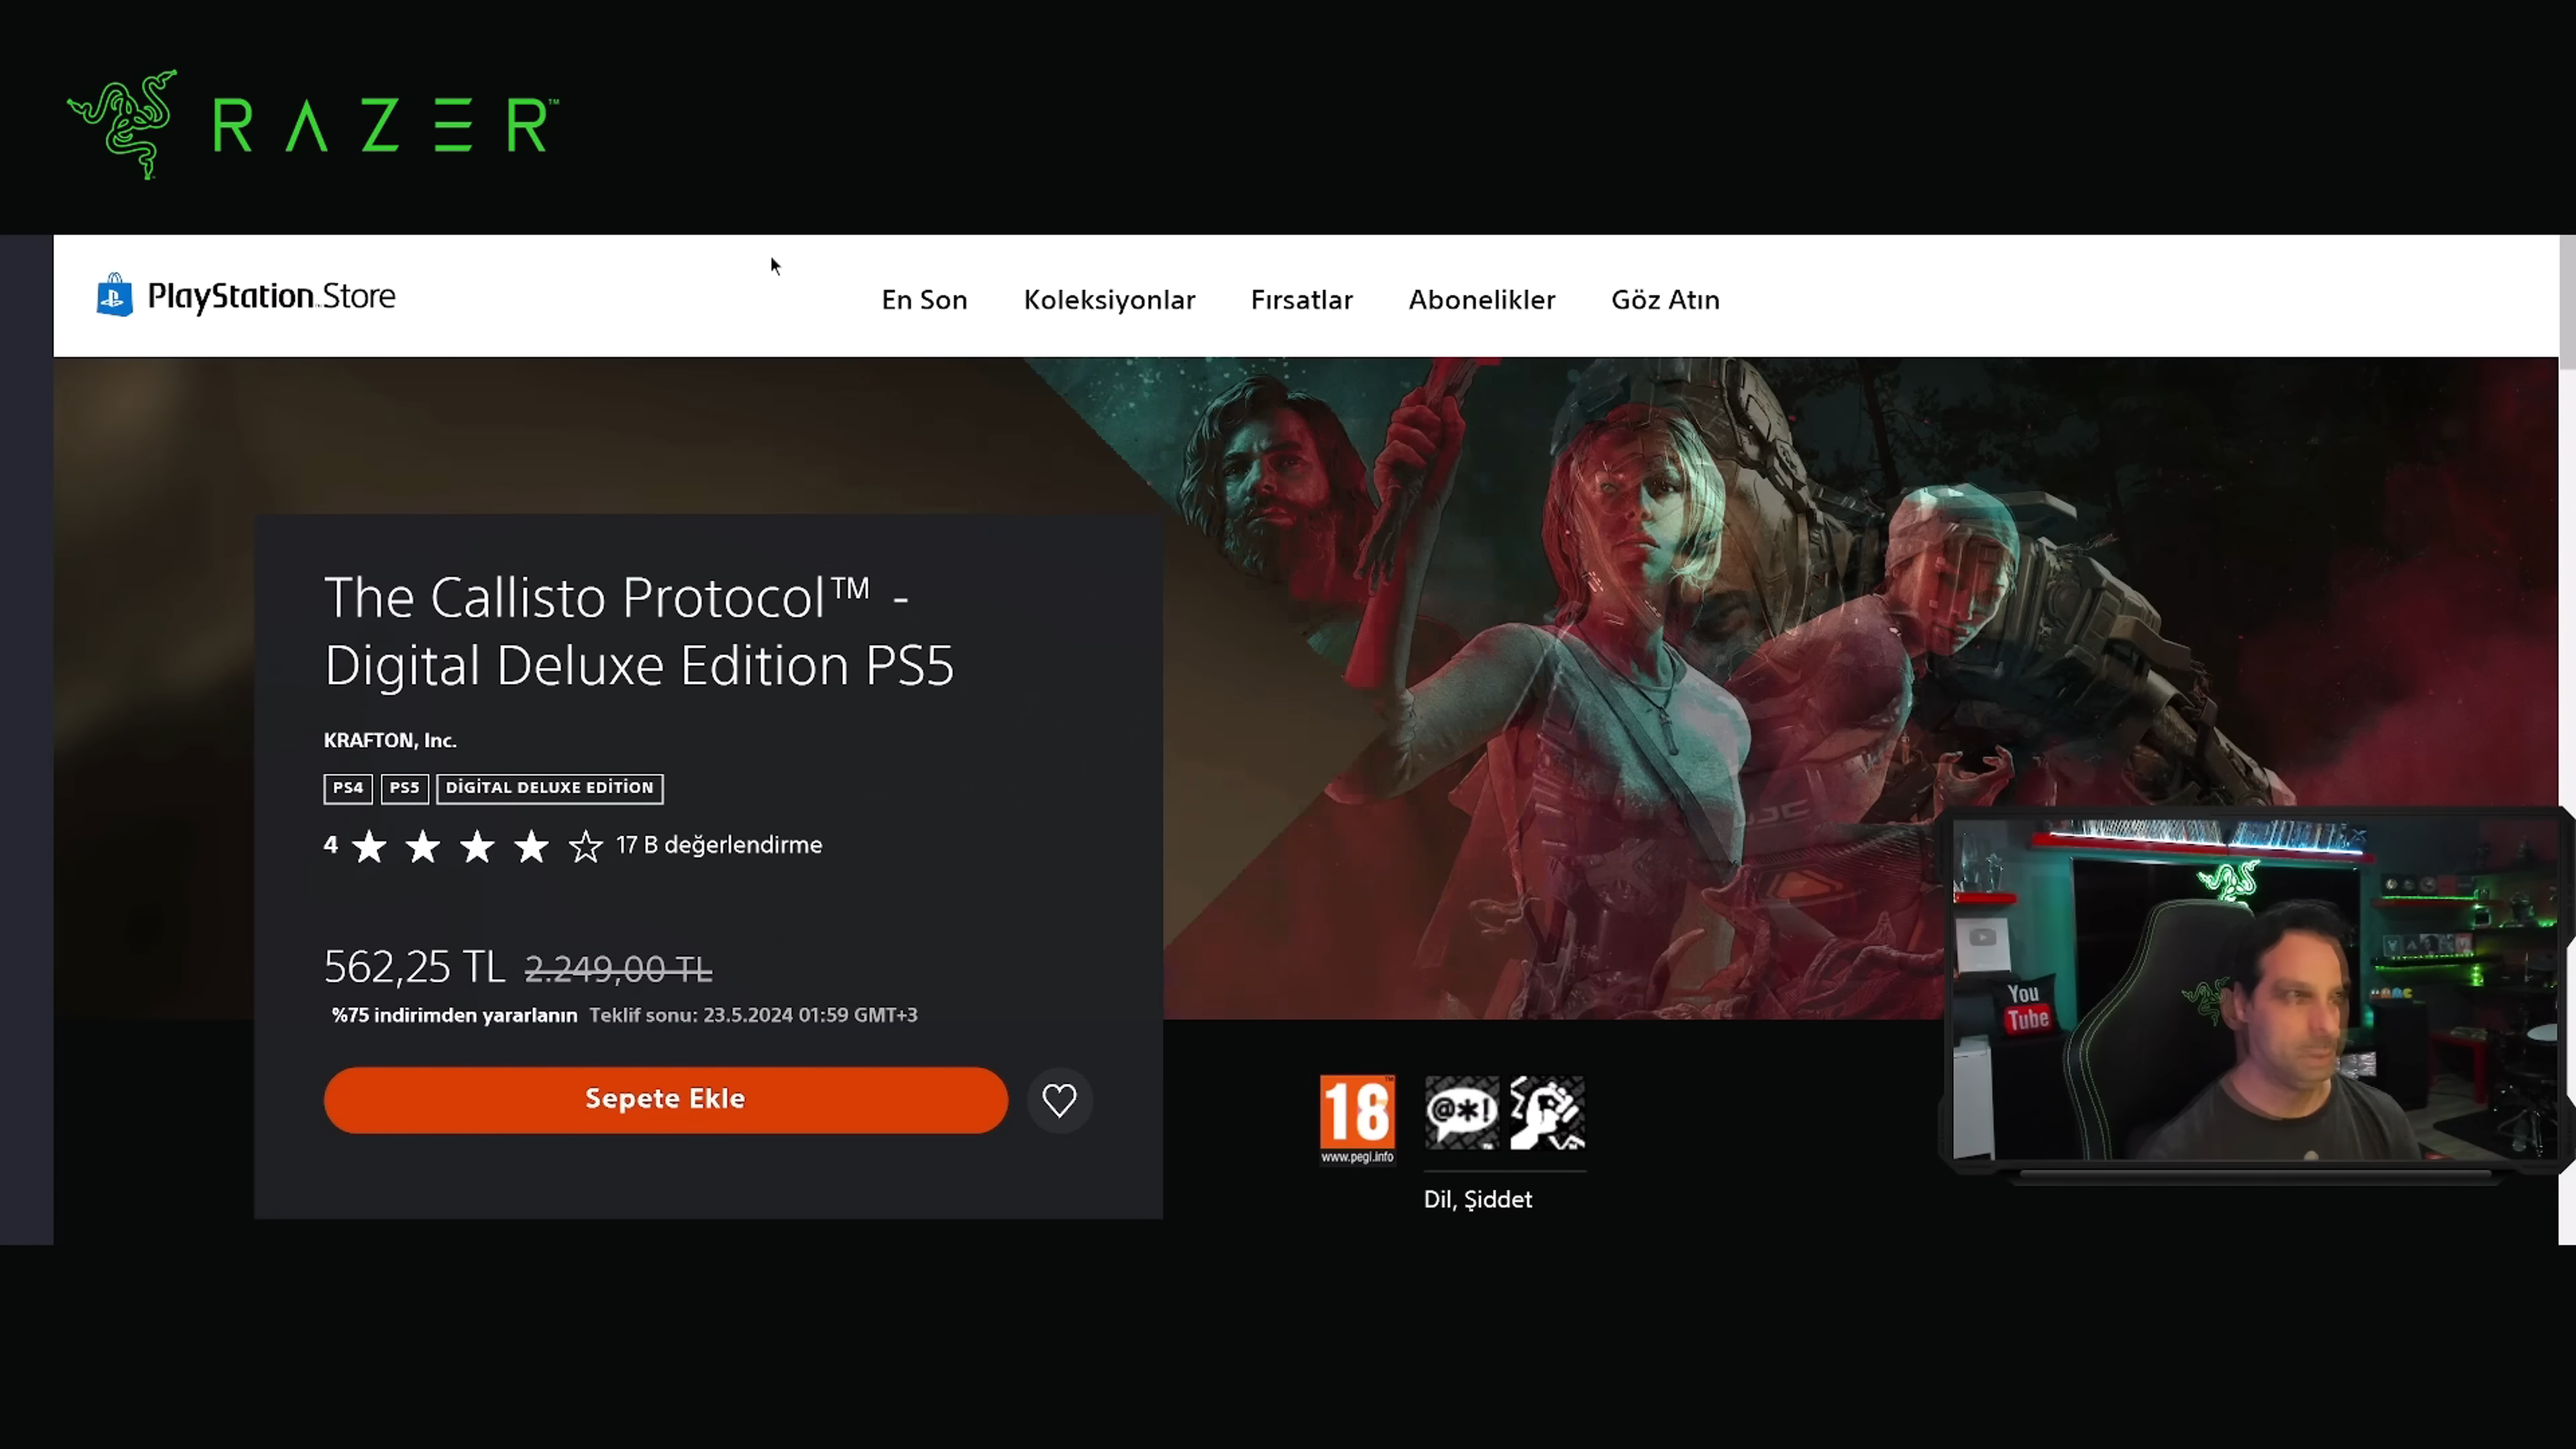 RAZER™
PlayStation Store
En Son
Koleksiyonlar
Fırsatlar
Abonelikler
Göz Atın
The Callisto Protocol™ -
Digital Deluxe Edition PS5
KRAFTON, Inc.
PS4
PS5
DİGİTAL DELUXE EDİTİON
4
17 B değerlendirme
562,25 TL 2.249,00 TL
%75 indirimden yararlanın Teklif sonu: 23.5.2024 01:59 GMT+3
Sepete Ekle
18
www.pegi.info
@*!
Dil, Şiddet
You
Tube